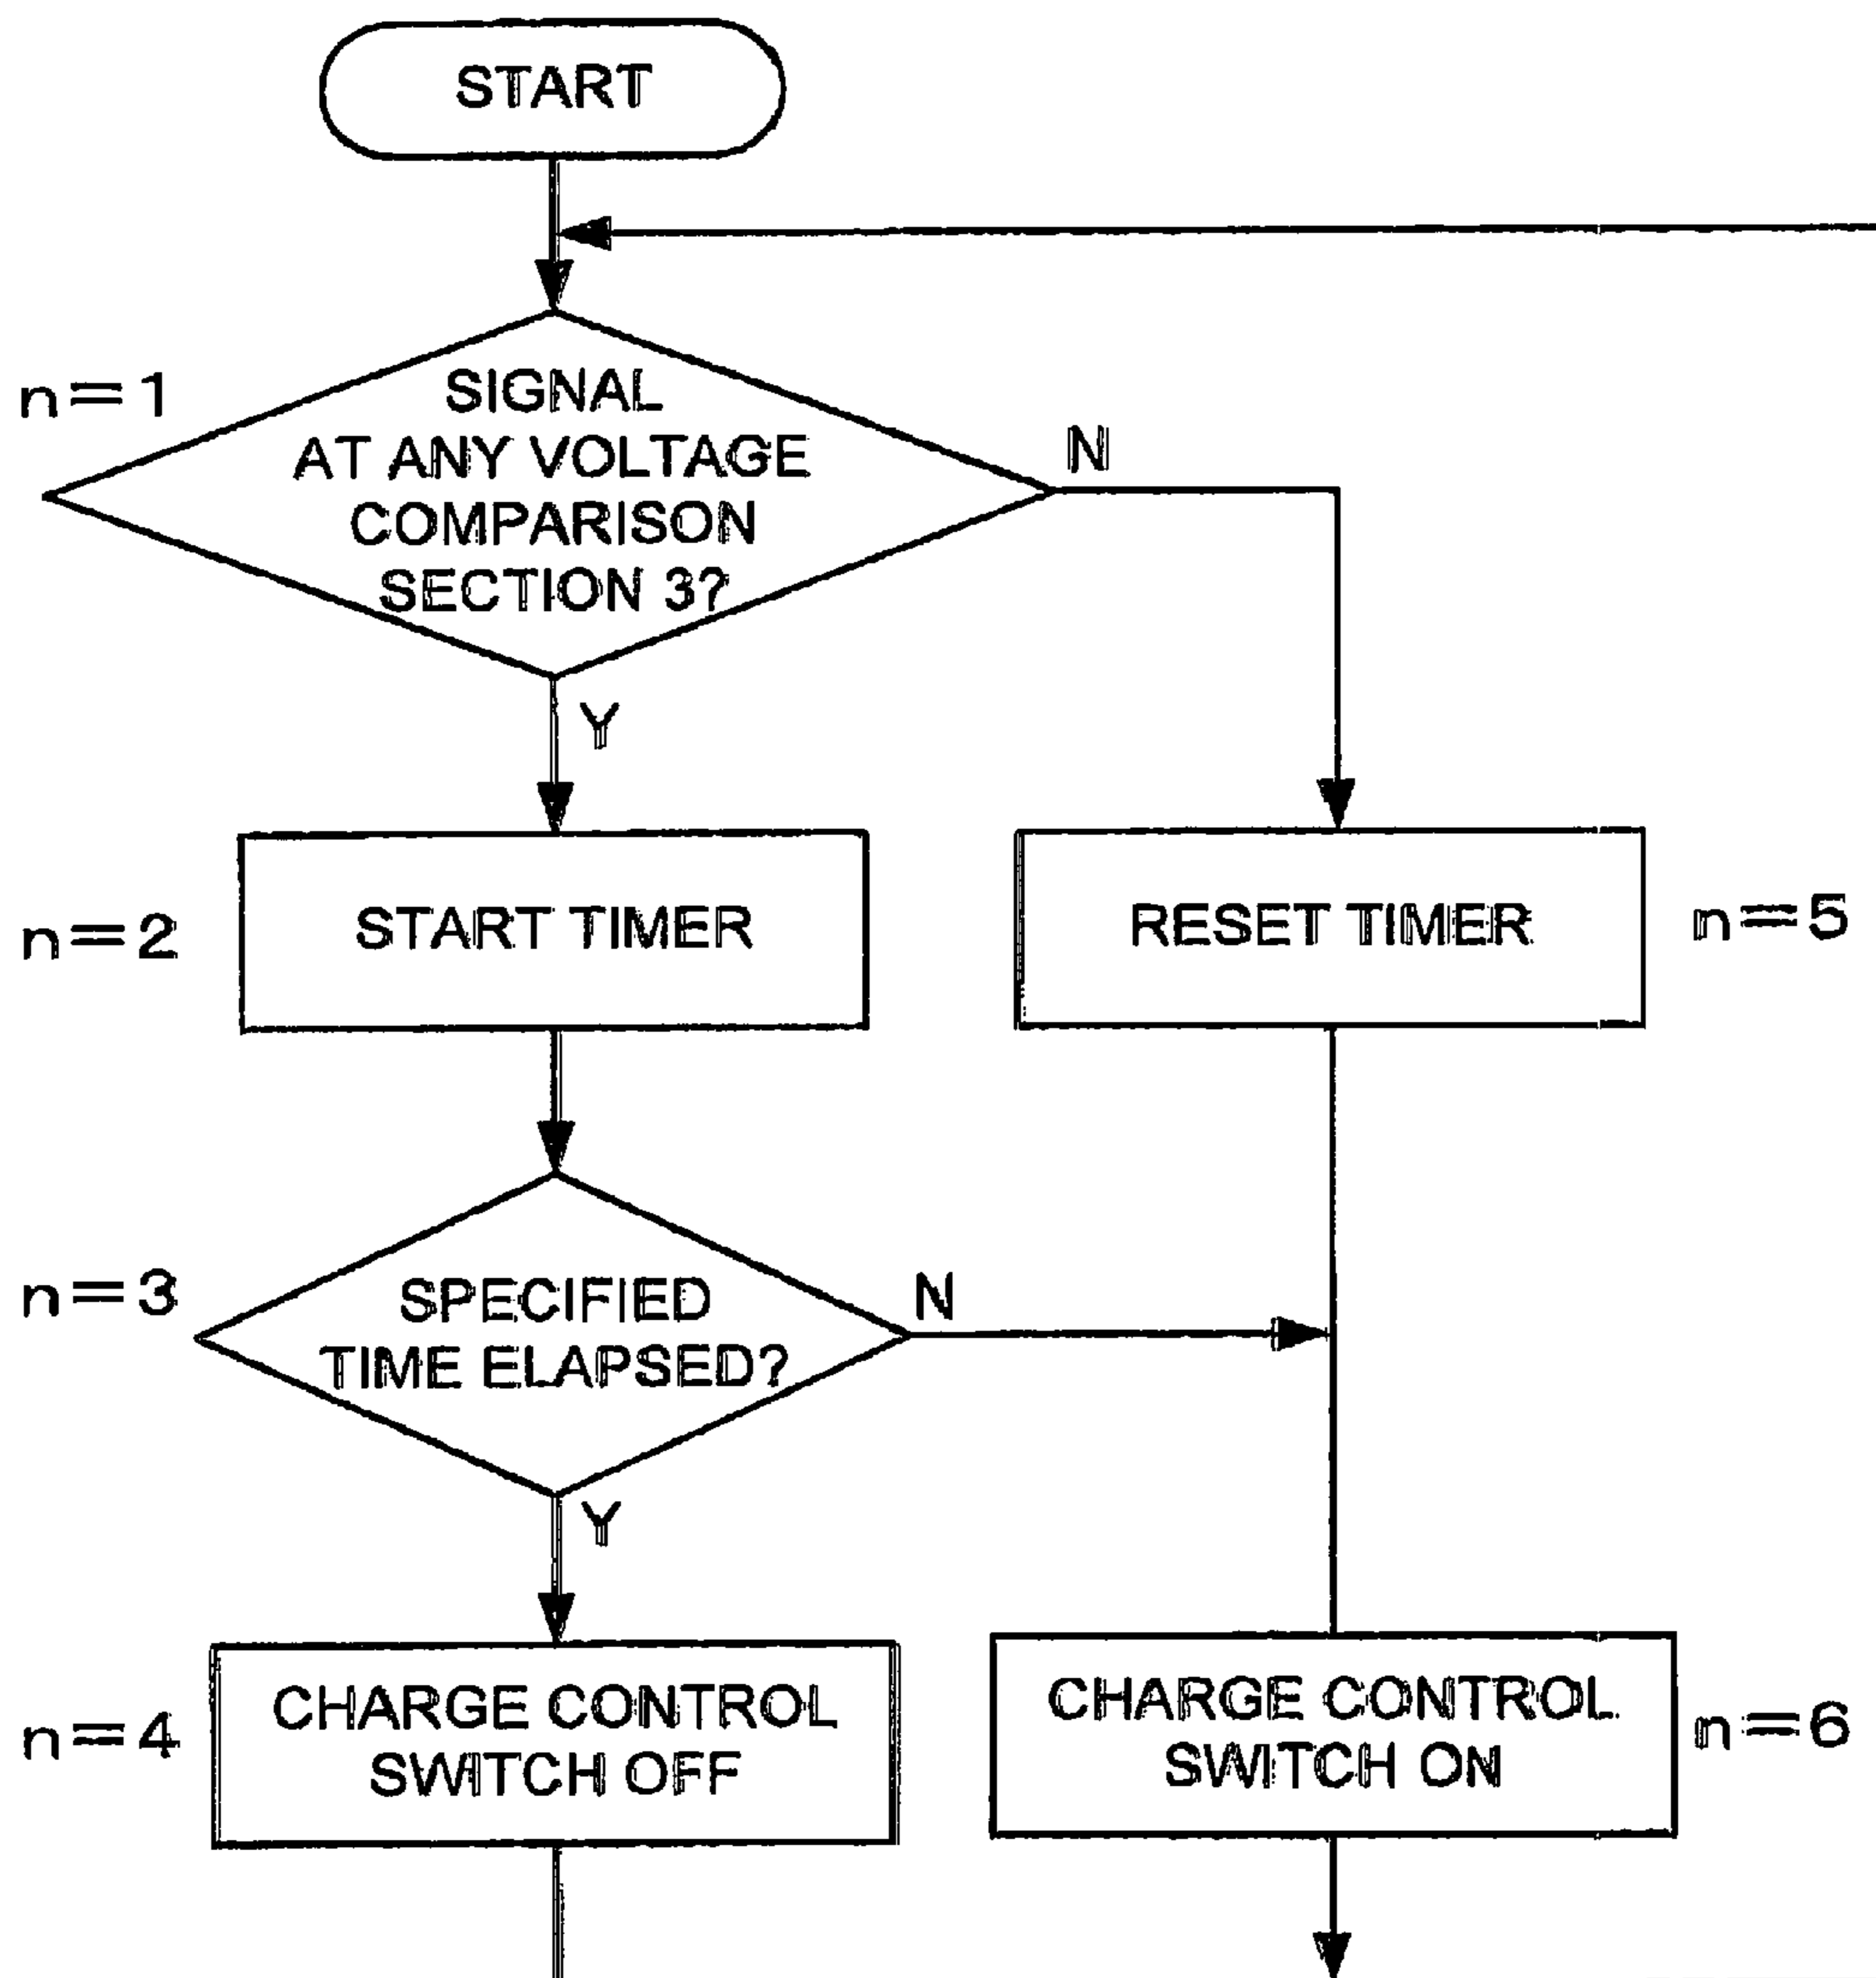 START
n=1
SIGNAL
AT ANY VOLTAGE
COMPARISON
SECTION 3?
N
Y
n=2
START TIMER
RESET TIMER
n=5
n=3
SPECIFIED
TIME ELAPSED?
N
Y
n=4
CHARGE CONTROL
SWITCH OFF
CHARGE CONTROL
SWITCH ON
n=6